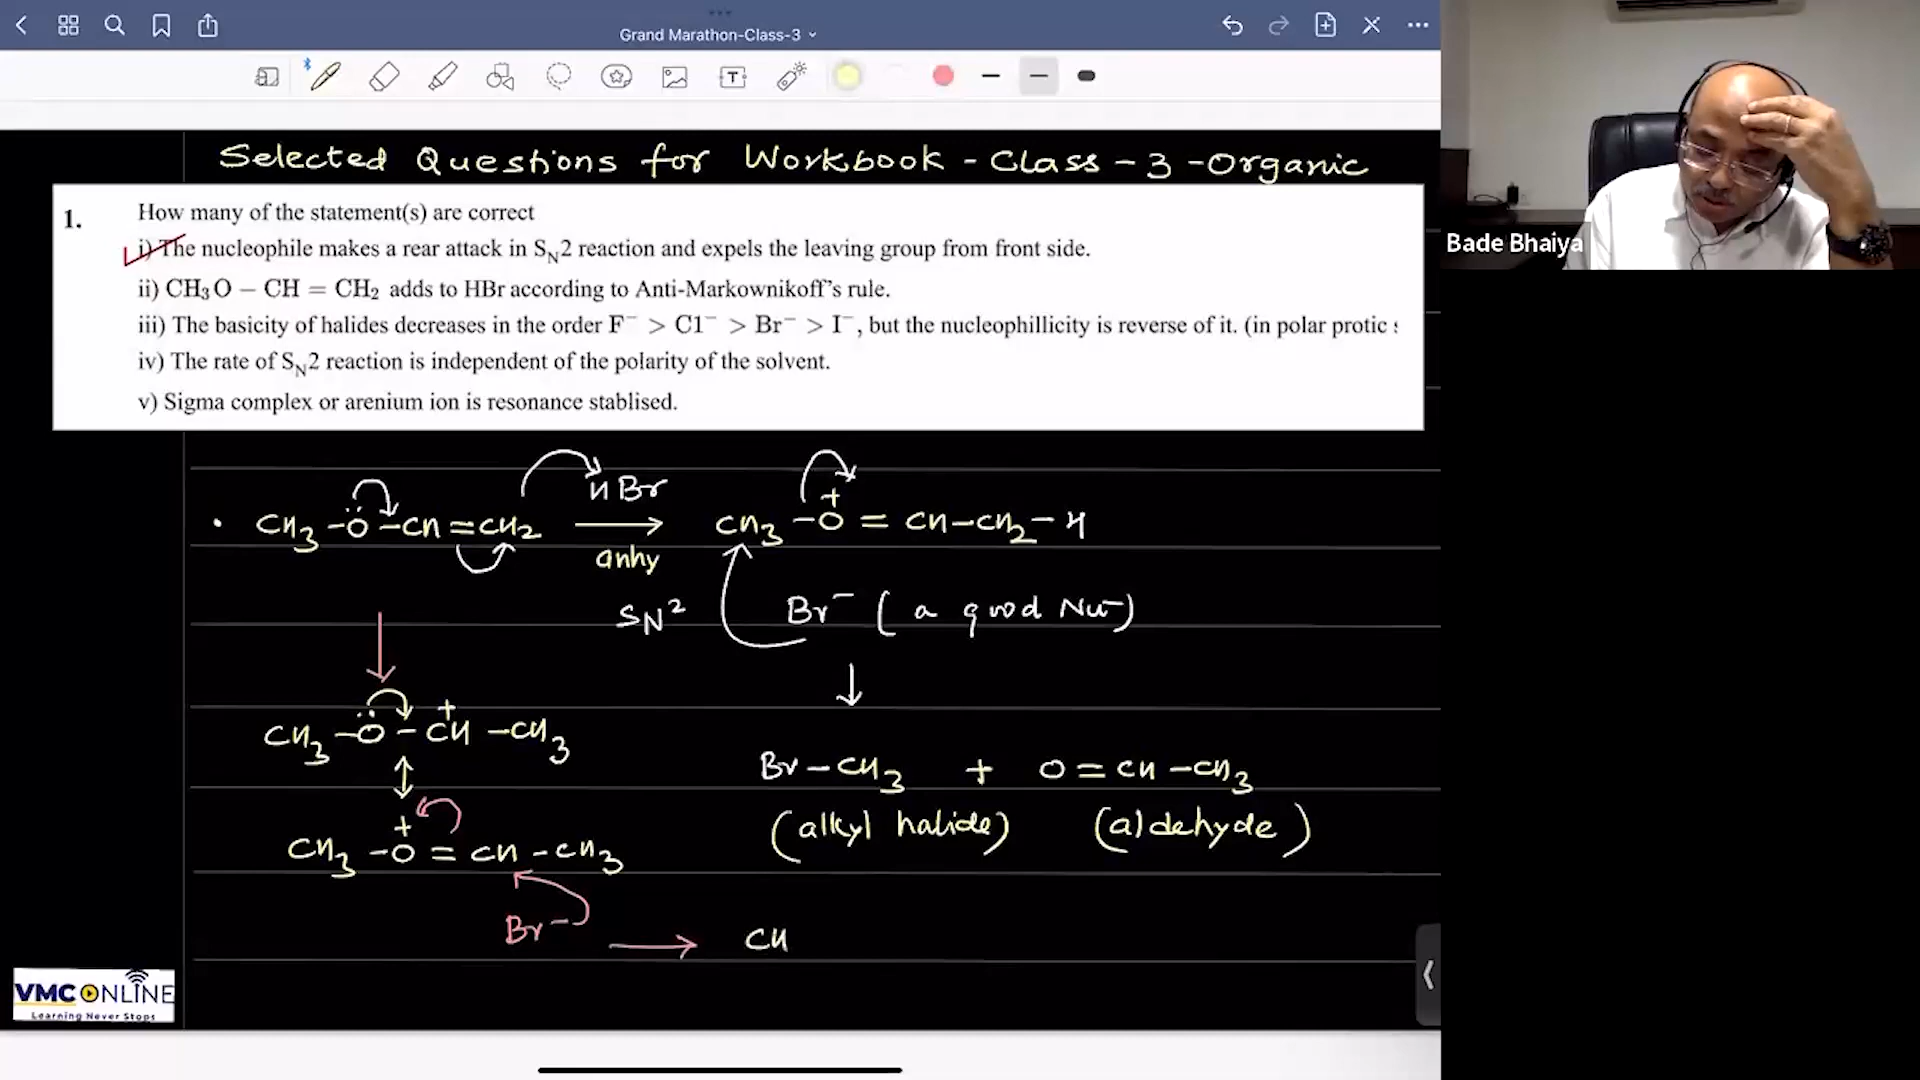 Grand Marathon-Class-3
Selected Questions for Workbook - Class - 3 - Organic
1. How many of the statement(s) are correct
i) The nucleophile makes a rear attack in SN2 reaction and expels the leaving group from front side.
ii) CH3O – CH = CH2 adds to HBr according to Anti-Markownikoff's rule.
iii) The basicity of halides decreases in the order F⁻ > C1⁻ > Br⁻ > I⁻, but the nucleophillicity is reverse of it. (in polar protic s
iv) The rate of SN2 reaction is independent of the polarity of the solvent.
v) Sigma complex or arenium ion is resonance stablised.
Bade Bhaiya
• CH3 - Ö - CH = CH2 HBr → anhy CH3 - O⁺ = CH - CH2 - H
SN2 Br⁻ ( a good Nu⁻)
↓
CH3 - Ö - C⁺H - CH3
↕
Br - CH3 + O = CH - CH3
(alkyl halide) (aldehyde)
CH3 - O⁺ = CH - CH3
Br⁻ → CH
VMC ONLINE
Learning Never Stops